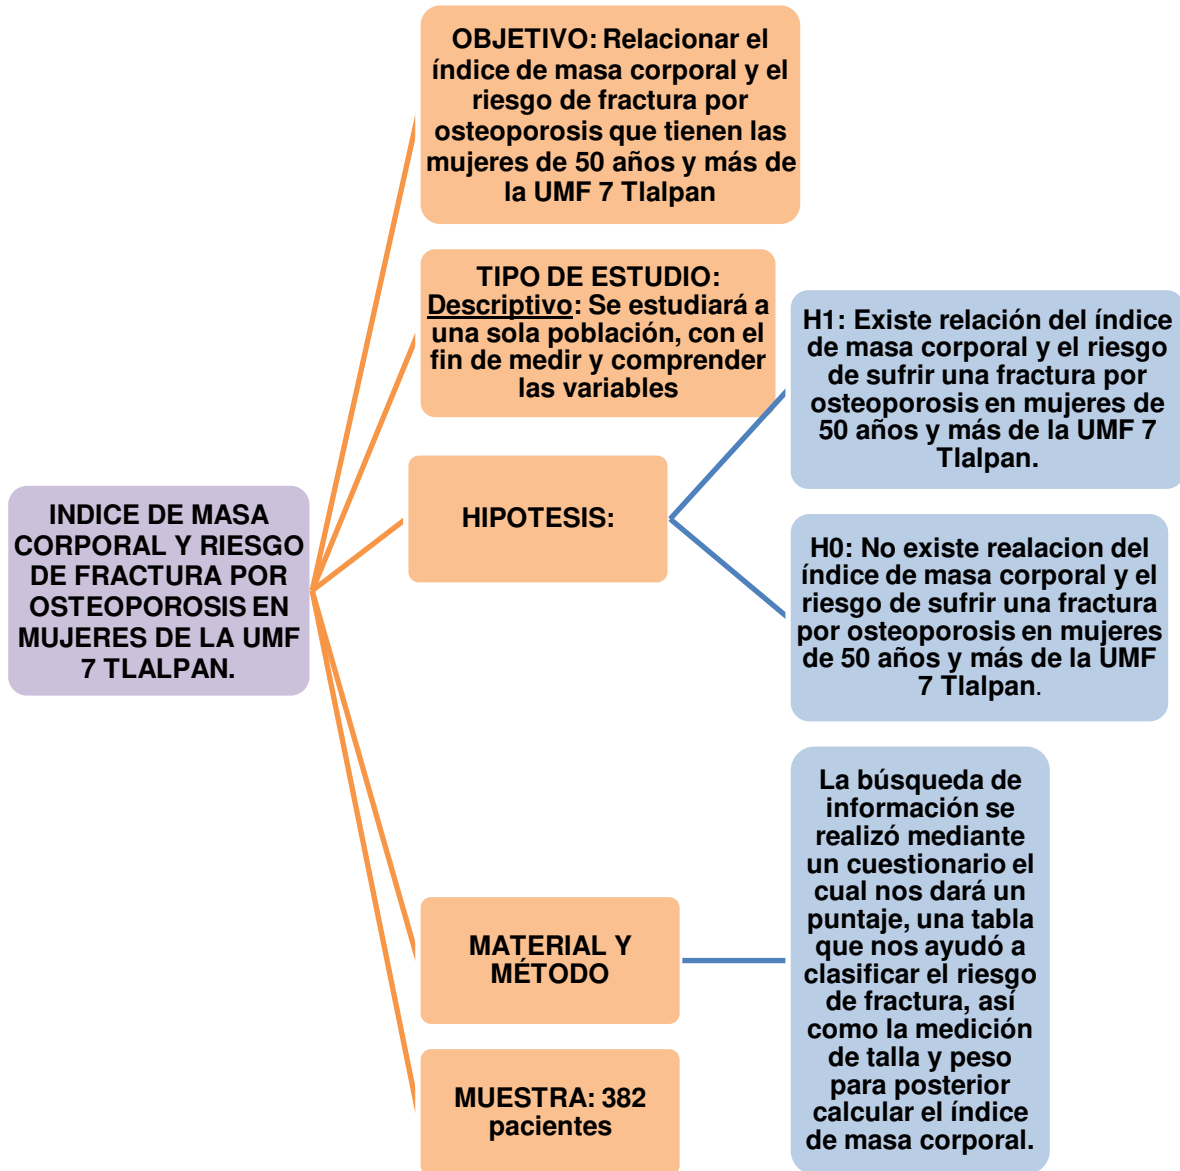 OBJETIVO: Relacionar el
índice de masa corporal y el
riesgo de fractura por
osteoporosis que tienen las
mujeres de 50 años y más de
la UMF 7 Tlalpan
TIPO DE ESTUDIO:
Descriptivo: Se estudiará a
una sola población, con el
fin de medir y comprender
las variables
H1: Existe relación del índice
de masa corporal y el riesgo
de sufrir una fractura por
osteoporosis en mujeres de
50 años y más de la UMF 7
Tlalpan.
HIPOTESIS:
INDICE DE MASA
CORPORAL Y RIESGO
DE FRACTURA POR
OSTEOPOROSIS EN
MUJERES DE LA UMF
7 TLALPAN.
H0: No existe realacion del
índice de masa corporal y el
riesgo de sufrir una fractura
por osteoporosis en mujeres
de 50 años y más de la UMF
7 Tlalpan.
MATERIAL Y
MÉTODO
La búsqueda de
información se
realizó mediante
un cuestionario el
cual nos dará un
puntaje, una tabla
que nos ayudó a
clasificar el riesgo
de fractura, así
como la medición
de talla y peso
para posterior
calcular el índice
de masa corporal.
MUESTRA: 382
pacientes